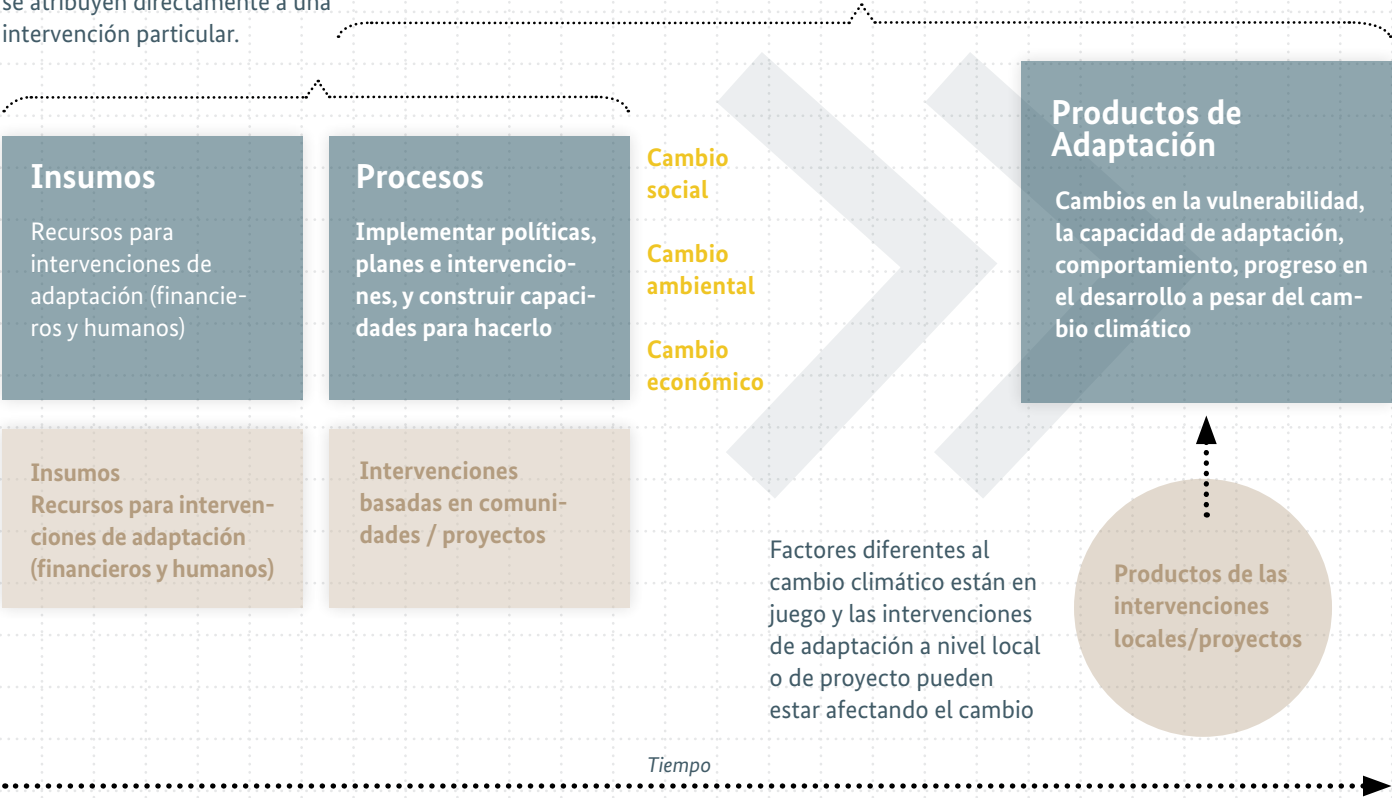 se atribuyen directamente a una
intervención particular.
Insumos
Recursos para
intervenciones de
adaptación (financie-
ros y humanos)
Procesos
Implementar políticas,
planes e intervencio-
nes, y construir capaci-
dades para hacerlo
Cambio
social
Cambio
ambiental
Cambio
económico
Productos de
Adaptación
Cambios en la vulnerabilidad,
la capacidad de adaptación,
comportamiento, progreso en
el desarrollo a pesar del cam-
bio climático
Insumos
Recursos para interven-
ciones de adaptación
(financieros y humanos)
Intervenciones
basadas en comuni-
dades / proyectos
Factores diferentes al
cambio climático están en
juego y las intervenciones
de adaptación a nivel local
o de proyecto pueden
estar afectando el cambio
Productos de las
intervenciones
locales/proyectos
Tiempo